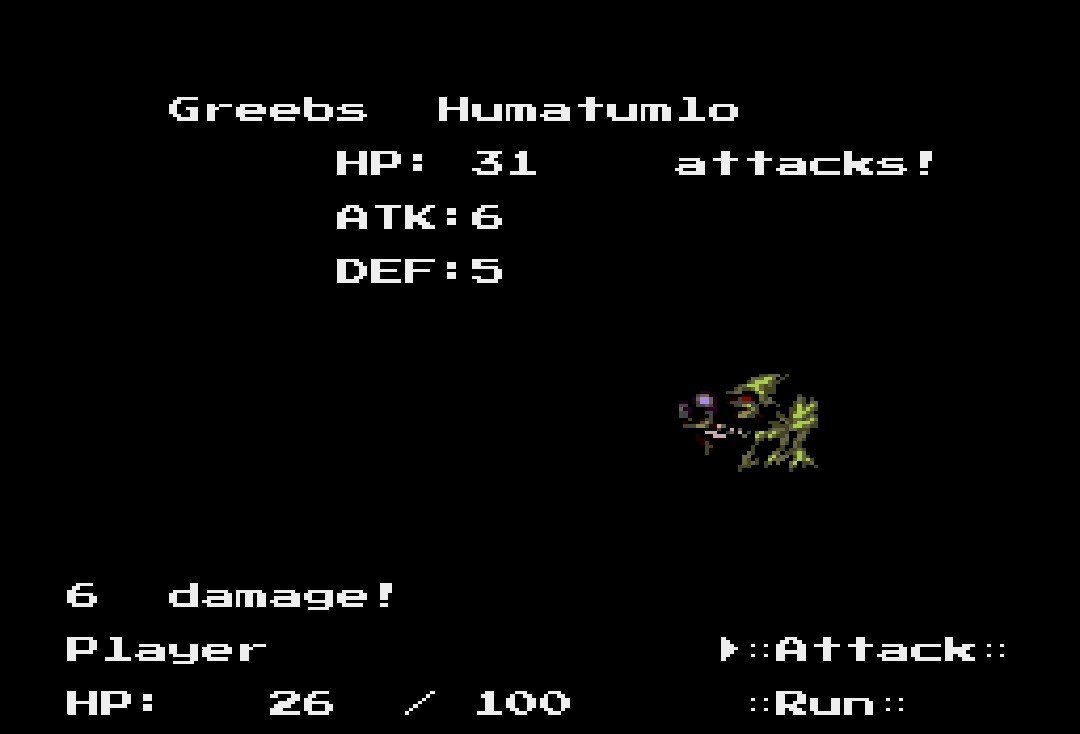 Greebs Humatumlo
HP: 31 attacks!
ATK:6
DEF:5
6 damage!
Player
HP: 26 / 100
▶::Attack::
::Run::